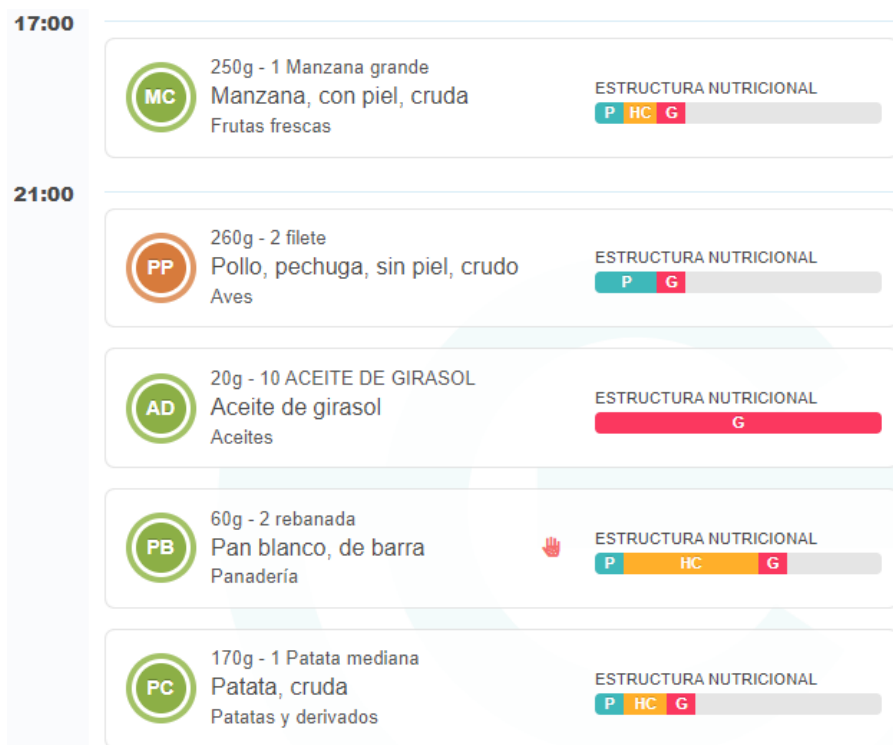 17:00
MC
250g - 1 Manzana grande
Manzana, con piel, cruda
Frutas frescas
ESTRUCTURA NUTRICIONAL
P HC G
21:00
PP
260g - 2 filete
Pollo, pechuga, sin piel, crudo
Aves
ESTRUCTURA NUTRICIONAL
P G
AD
20g - 10 ACEITE DE GIRASOL
Aceite de girasol
Aceites
ESTRUCTURA NUTRICIONAL
G
PB
60g - 2 rebanada
Pan blanco, de barra
Panadería
ESTRUCTURA NUTRICIONAL
P HC G
PC
170g - 1 Patata mediana
Patata, cruda
Patatas y derivados
ESTRUCTURA NUTRICIONAL
P HC G